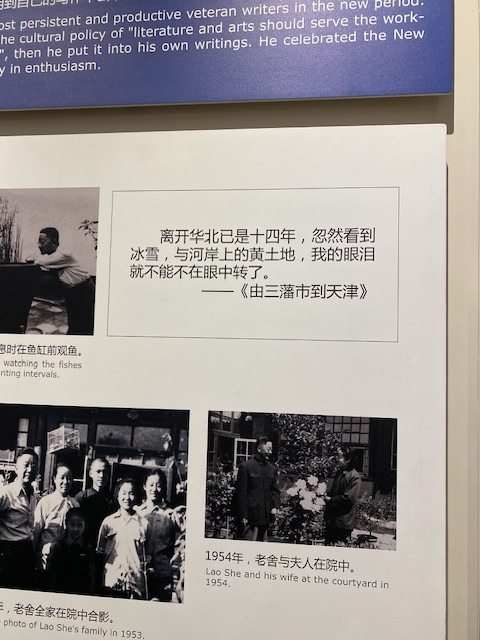 ost persistent and productive veteran writers in the new period.
he cultural policy of "literature and arts should serve the work-
", then he put it into his own writings. He celebrated the New
y in enthusiasm.
离开华北已是十四年，忽然看到
冰雪，与河岸上的黄土地，我的眼泪
就不能不在眼中转了。
——《由三藩市到天津》
息时在鱼缸前观鱼。
watching the fishes
riting intervals.
1954年，老舍与夫人在院中。
Lao She and his wife at the courtyard in
1954.
年，老舍全家在院中合影。
photo of Lao She's family in 1953.